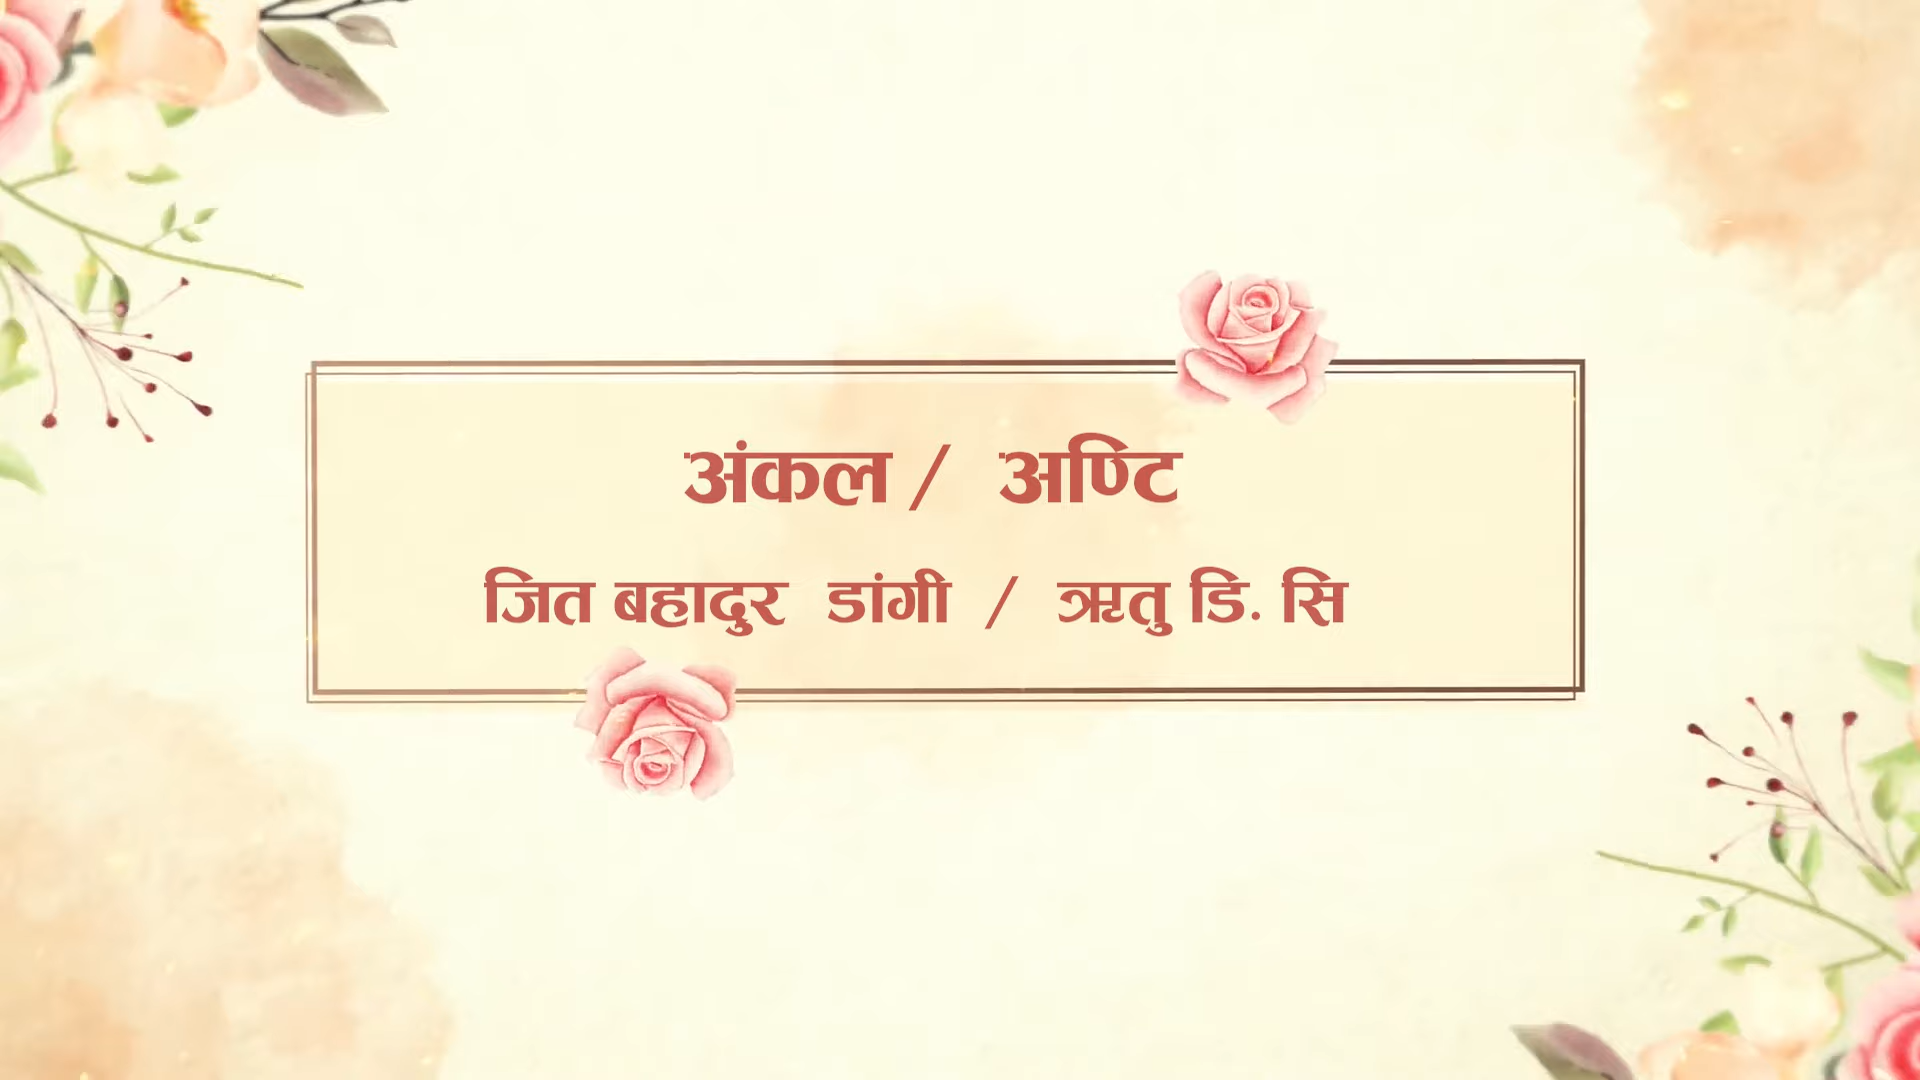 अंकल / अण्टि
जित बहादुर डांगी / ऋतु डि. सि